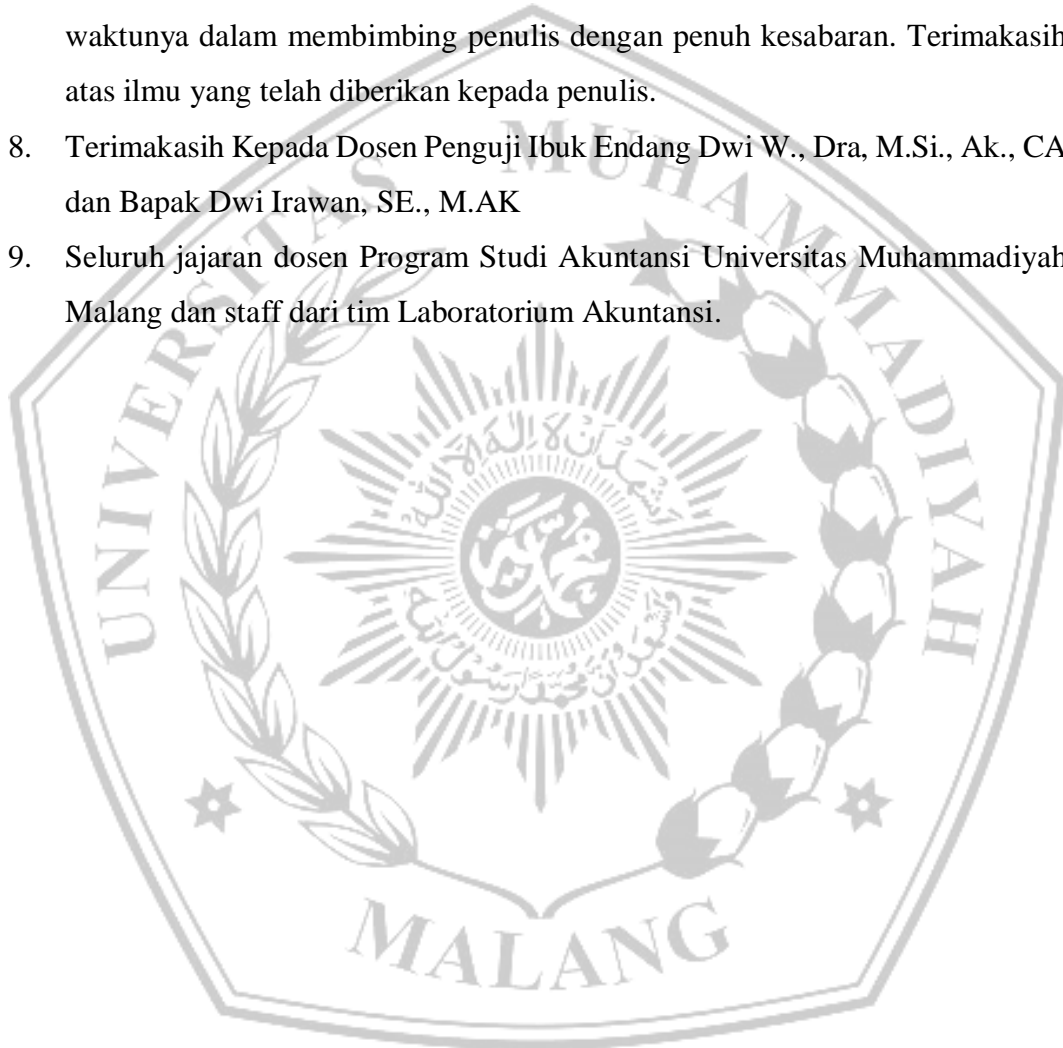 waktunya dalam membimbing penulis dengan penuh kesabaran. Terimakasih
atas ilmu yang telah diberikan kepada penulis.
8. Terimakasih Kepada Dosen Penguji Ibuk Endang Dwi W., Dra, M.Si., Ak., CA
dan Bapak Dwi Irawan, SE., M.AK
9. Seluruh jajaran dosen Program Studi Akuntansi Universitas Muhammadiyah
Malang dan staff dari tim Laboratorium Akuntansi.
UNIVERSITAS MUHAMMADIYAH
MALANG